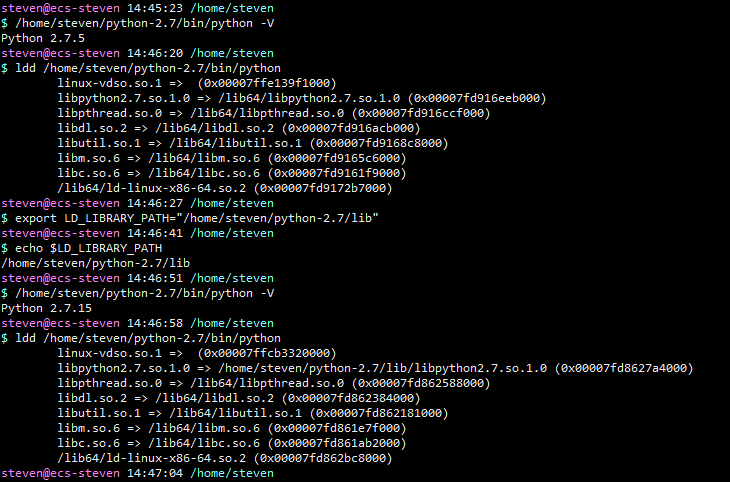 steven@ecs-steven 14:45:23 /home/steven
$ /home/steven/python-2.7/bin/python -V
Python 2.7.5
steven@ecs-steven 14:46:20 /home/steven
$ ldd /home/steven/python-2.7/bin/python
        linux-vdso.so.1 =>  (0x00007ffe139f1000)
        libpython2.7.so.1.0 => /lib64/libpython2.7.so.1.0 (0x00007fd916eeb000)
        libpthread.so.0 => /lib64/libpthread.so.0 (0x00007fd916ccf000)
        libdl.so.2 => /lib64/libdl.so.2 (0x00007fd916acb000)
        libutil.so.1 => /lib64/libutil.so.1 (0x00007fd9168c8000)
        libm.so.6 => /lib64/libm.so.6 (0x00007fd9165c6000)
        libc.so.6 => /lib64/libc.so.6 (0x00007fd9161f9000)
        /lib64/ld-linux-x86-64.so.2 (0x00007fd9172b7000)
steven@ecs-steven 14:46:27 /home/steven
$ export LD_LIBRARY_PATH="/home/steven/python-2.7/lib"
steven@ecs-steven 14:46:41 /home/steven
$ echo $LD_LIBRARY_PATH
/home/steven/python-2.7/lib
steven@ecs-steven 14:46:51 /home/steven
$ /home/steven/python-2.7/bin/python -V
Python 2.7.15
steven@ecs-steven 14:46:58 /home/steven
$ ldd /home/steven/python-2.7/bin/python
        linux-vdso.so.1 =>  (0x00007ffcb3320000)
        libpython2.7.so.1.0 => /home/steven/python-2.7/lib/libpython2.7.so.1.0 (0x00007fd8627a4000)
        libpthread.so.0 => /lib64/libpthread.so.0 (0x00007fd862588000)
        libdl.so.2 => /lib64/libdl.so.2 (0x00007fd862384000)
        libutil.so.1 => /lib64/libutil.so.1 (0x00007fd862181000)
        libm.so.6 => /lib64/libm.so.6 (0x00007fd861e7f000)
        libc.so.6 => /lib64/libc.so.6 (0x00007fd861ab2000)
        /lib64/ld-linux-x86-64.so.2 (0x00007fd862bc8000)
steven@ecs-steven 14:47:04 /home/steven